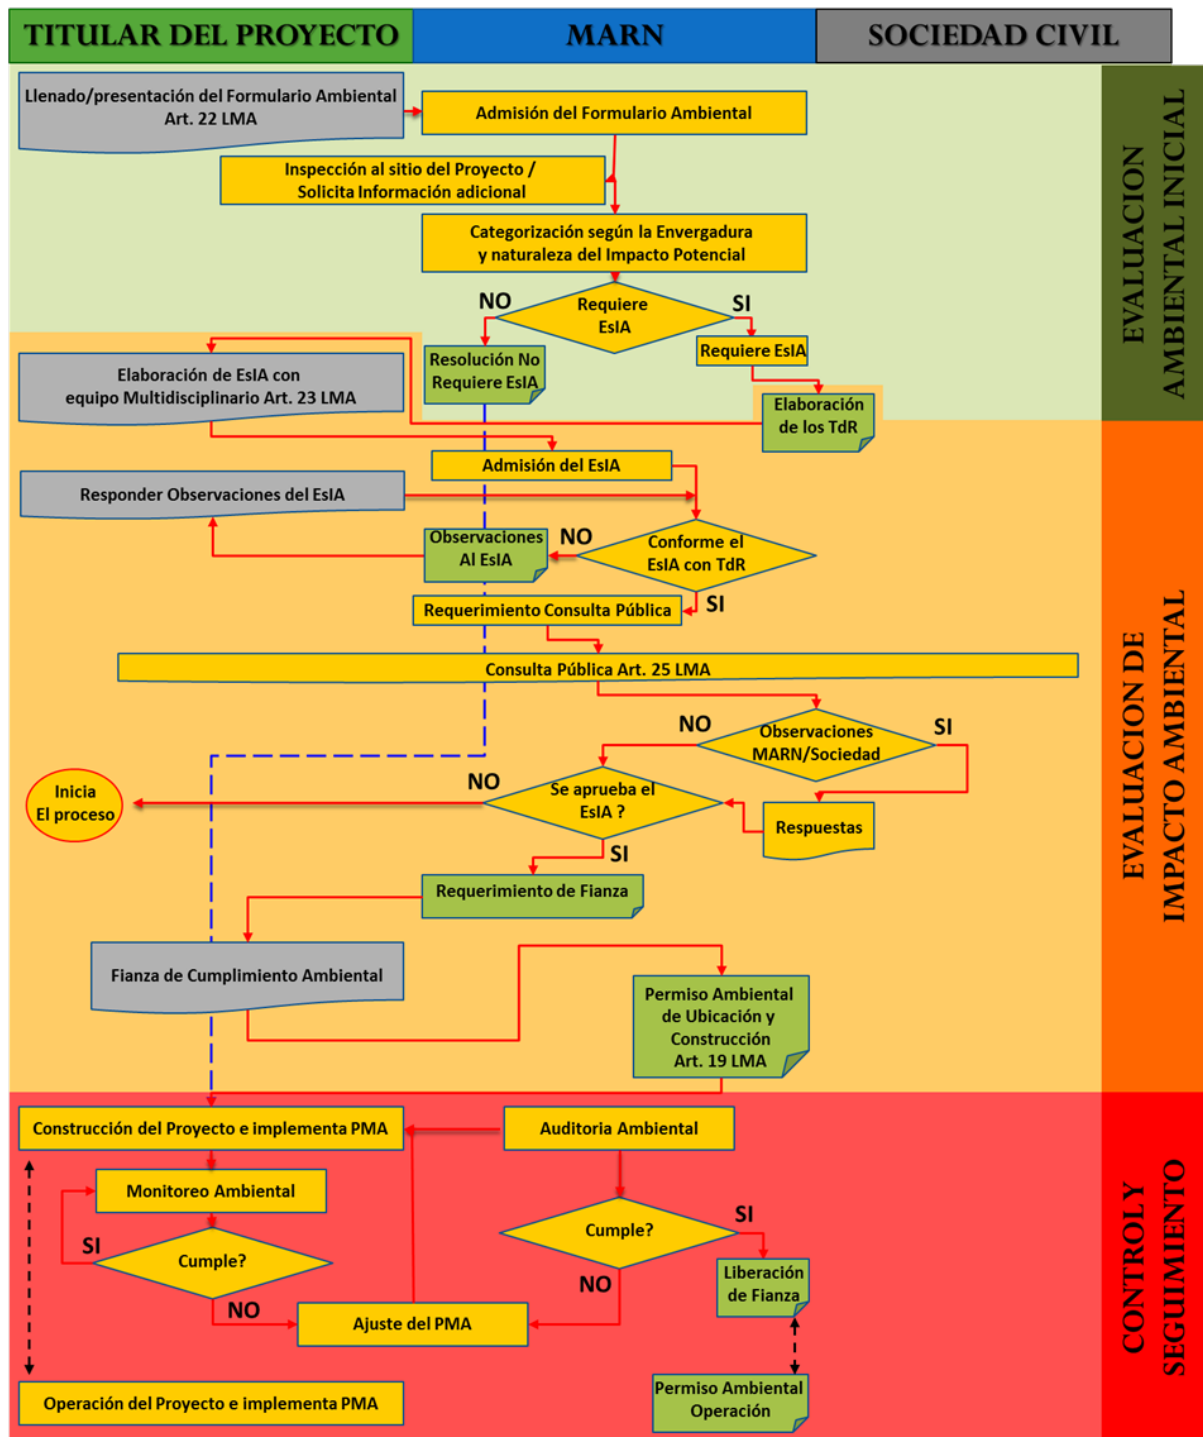 TITULAR DEL PROYECTO
MARN
SOCIEDAD CIVIL
Llenado/presentación del Formulario Ambiental
Art. 22 LMA
Admisión del Formulario Ambiental
Inspección al sitio del Proyecto /
Solicita Información adicional
Categorización según la Envergadura
y naturaleza del Impacto Potencial
NO
Requiere
EsIA
SI
Resolución No
Requiere EsIA
Requiere EsIA
Elaboración de EsIA con
equipo Multidisciplinario Art. 23 LMA
Elaboración
de los TdR
EVALUACION
AMBIENTAL INICIAL
Admisión del EsIA
Responder Observaciones del EsIA
Observaciones
Al EsIA
NO
Conforme el
EsIA con TdR
SI
Requerimiento Consulta Pública
Consulta Pública Art. 25 LMA
NO
Observaciones
MARN/Sociedad
SI
Inicia
El proceso
NO
Se aprueba el
EsIA ?
Respuestas
SI
Requerimiento de Fianza
Fianza de Cumplimiento Ambiental
Permiso Ambiental
de Ubicación y
Construcción
Art. 19 LMA
EVALUACION DE
IMPACTO AMBIENTAL
Construcción del Proyecto e implementa PMA
Auditoria Ambiental
Monitoreo Ambiental
SI
Cumple?
NO
Cumple?
SI
NO
Liberación
de Fianza
Ajuste del PMA
Operación del Proyecto e implementa PMA
Permiso Ambiental
Operación
CONTROL Y
SEGUIMIENTO